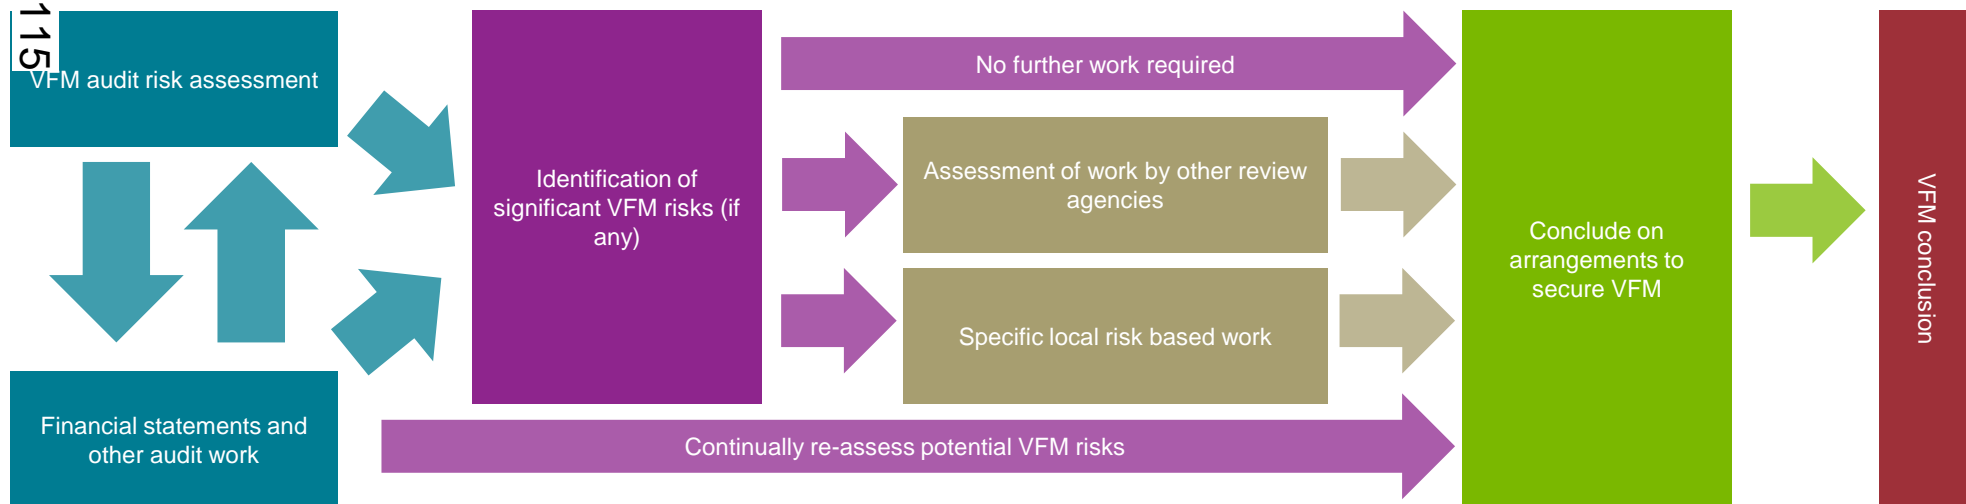 115
VFM audit risk assessment
No further work required
Identification of
significant VFM risks (if
any)
Assessment of work by other review
agencies
Specific local risk based work
Conclude on
arrangements to
secure VFM
VFM conclusion
Financial statements and
other audit work
Continually re-assess potential VFM risks